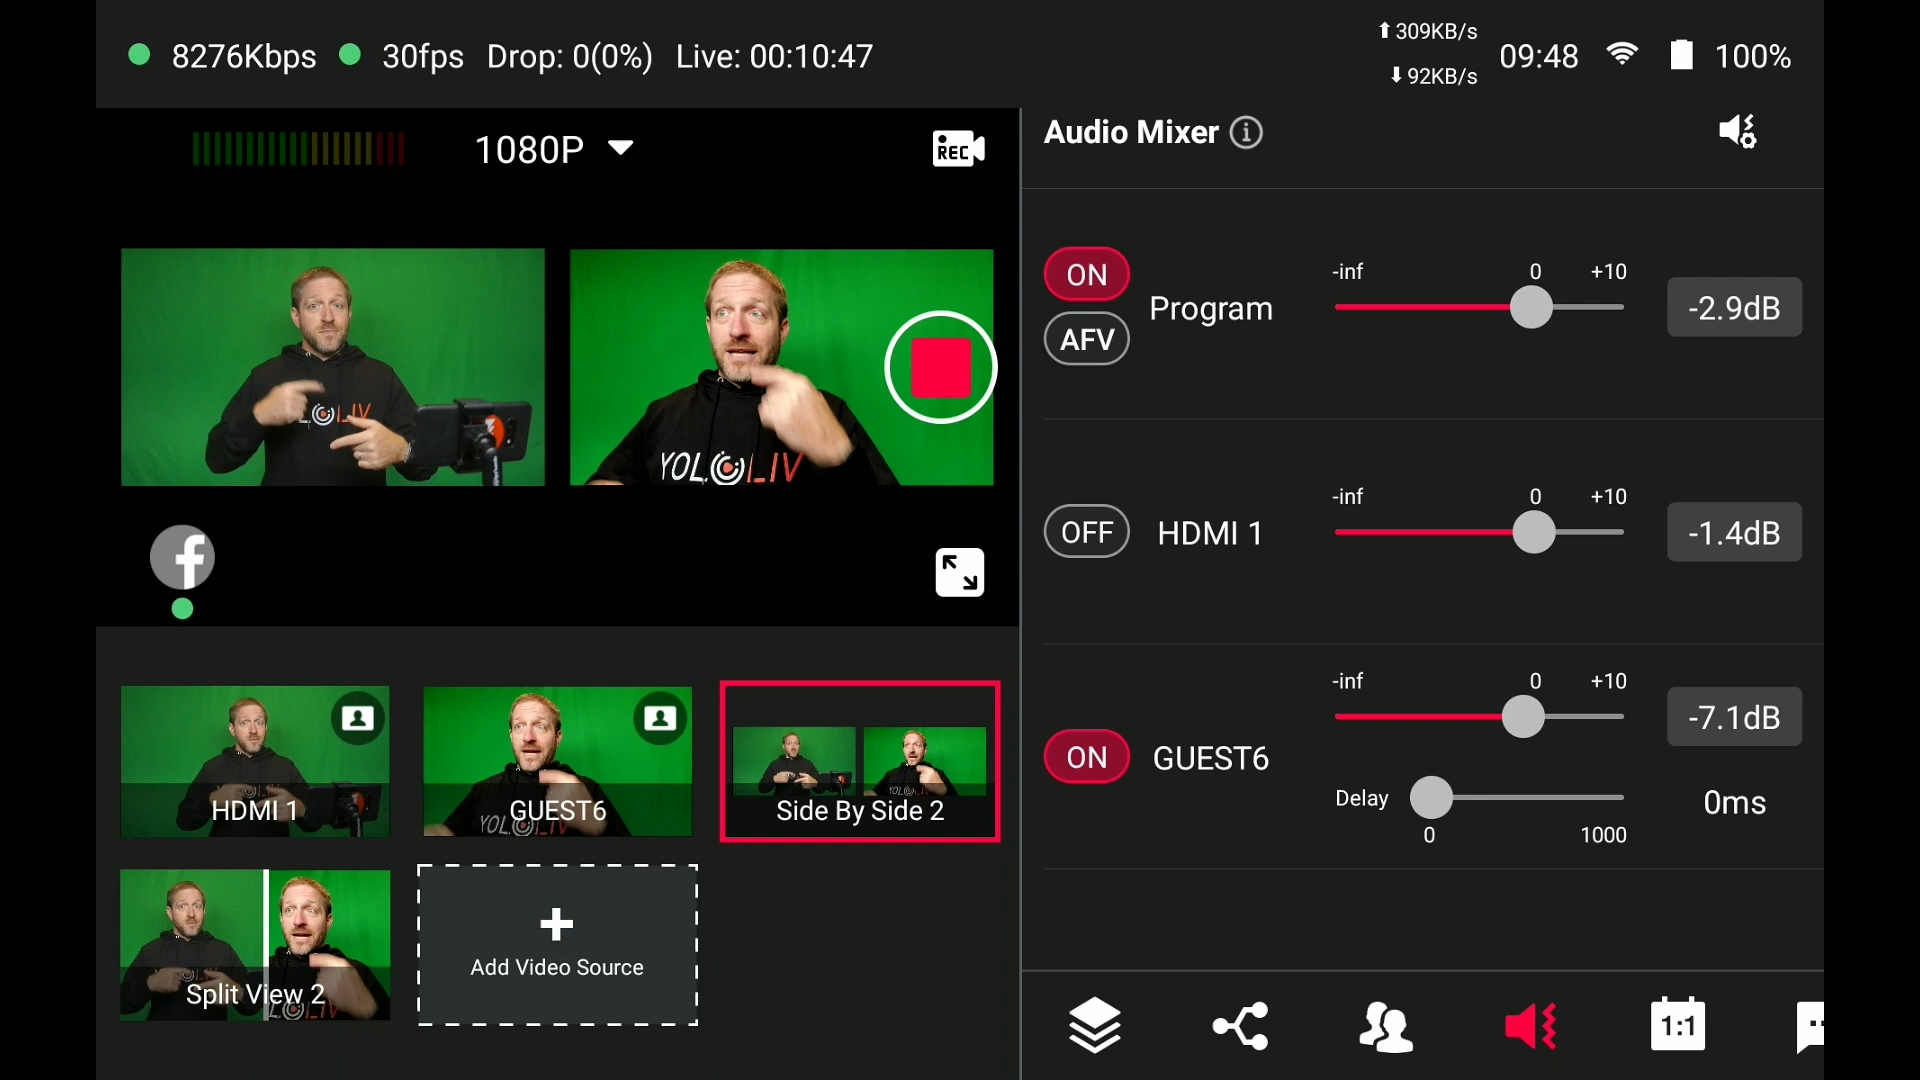 8276Kbps 30fps Drop: 0(0%) Live: 00:10:47
309KB/s
92KB/s
09:48
100%
1080P
REC
YOLOLIV
Audio Mixer
ON
AFV
Program
-inf 0 +10
-2.9dB
OFF
HDMI 1
-inf 0 +10
-1.4dB
ON
GUEST6
-inf 0 +10
-7.1dB
Delay
0 1000
0ms
HDMI 1
GUEST6
Side By Side 2
Split View 2
Add Video Source
1:1